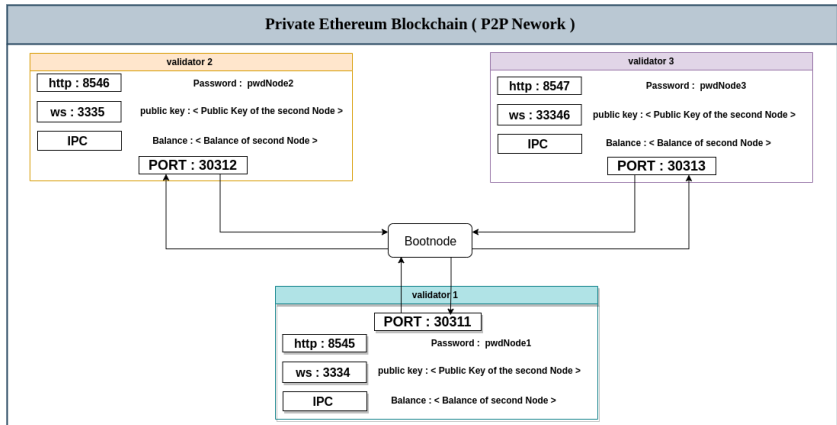 Private Ethereum Blockchain ( P2P Nework )
validator 2
http : 8546
Password : pwdNode2
ws : 3335
public key : < Public Key of the second Node >
IPC
Balance : < Balance of second Node >
PORT : 30312
validator 3
http : 8547
Password : pwdNode3
ws : 33346
public key : < Public Key of the second Node >
IPC
Balance : < Balance of second Node >
PORT : 30313
Bootnode
validator 1
PORT : 30311
http : 8545
Password : pwdNode1
ws : 3334
public key : < Public Key of the second Node >
IPC
Balance : < Balance of second Node >